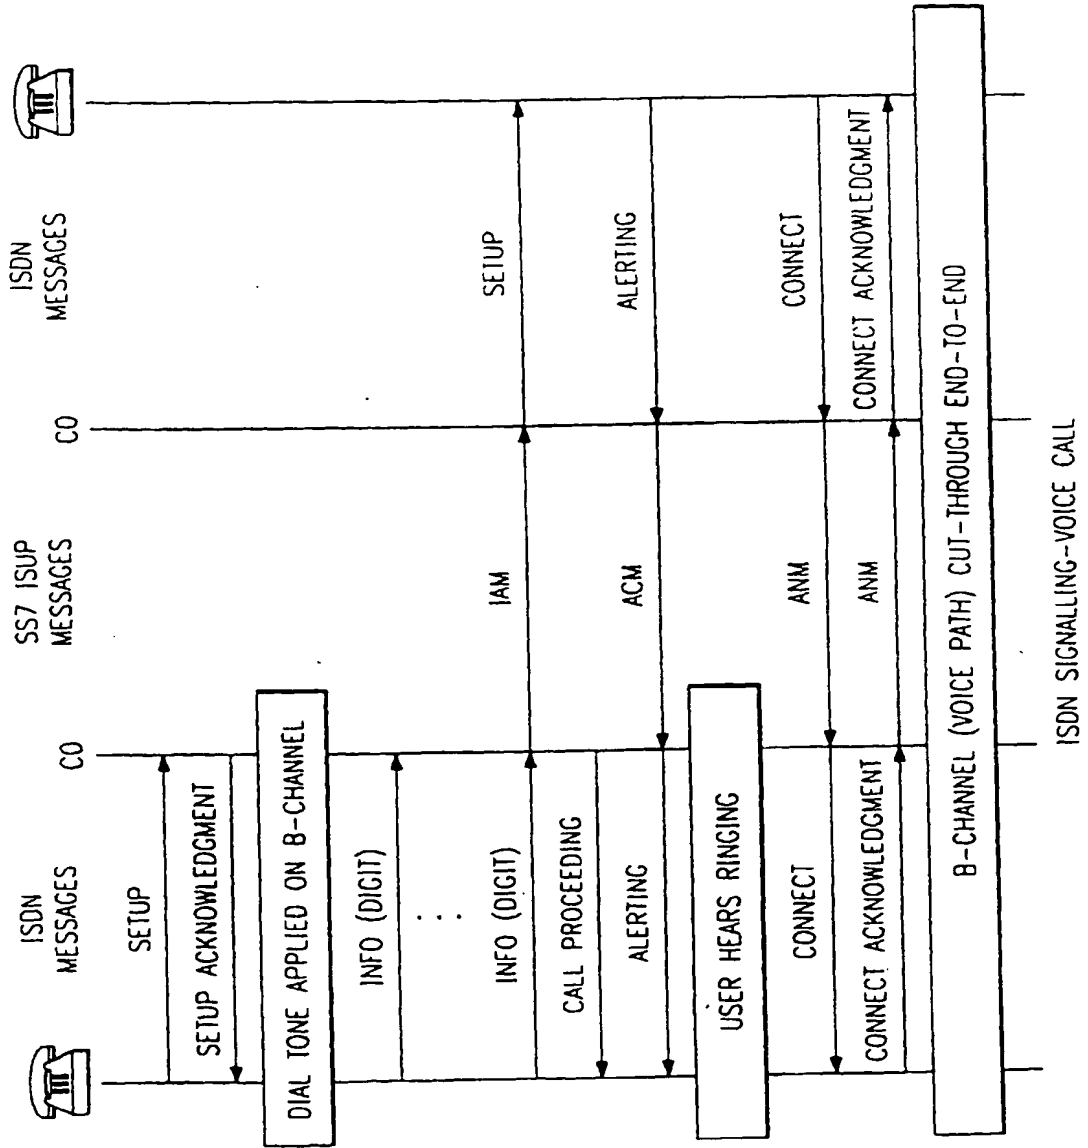 ISDN
MESSAGES
CO
SS7 ISUP
MESSAGES
CO
ISDN
MESSAGES
SETUP
SETUP ACKNOWLEDGMENT
DIAL TONE APPLIED ON B-CHANNEL
INFO (DIGIT)
. . .
INFO (DIGIT)
IAM
SETUP
CALL PROCEEDING
ALERTING
ACM
ALERTING
USER HEARS RINGING
CONNECT
ANM
CONNECT
CONNECT ACKNOWLEDGMENT
ANM
CONNECT ACKNOWLEDGMENT
B-CHANNEL (VOICE PATH) CUT-THROUGH END-TO-END
ISDN SIGNALLING-VOICE CALL